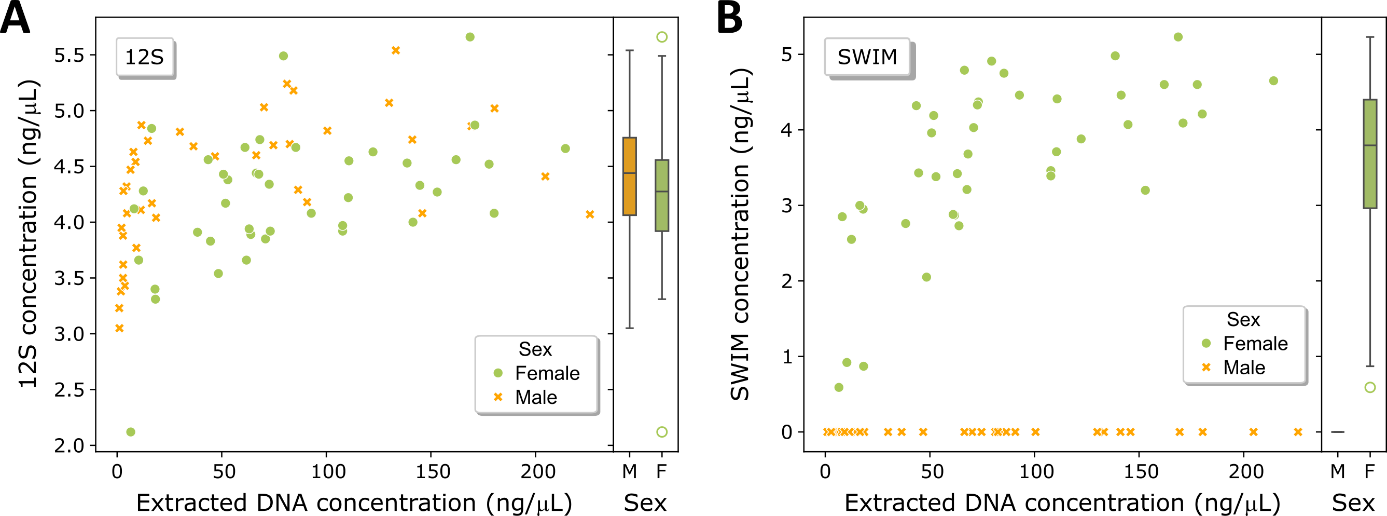 A
12S
12S concentration (ng/μL)
5.5
5.0
4.5
4.0
3.5
3.0
2.5
2.0
Sex
Female
Male
0
50
100
150
200
M
F
Extracted DNA concentration (ng/μL)
Sex
B
SWIM
SWIM concentration (ng/μL)
5
4
3
2
1
0
Sex
Female
Male
0
50
100
150
200
M
F
Extracted DNA concentration (ng/μL)
Sex